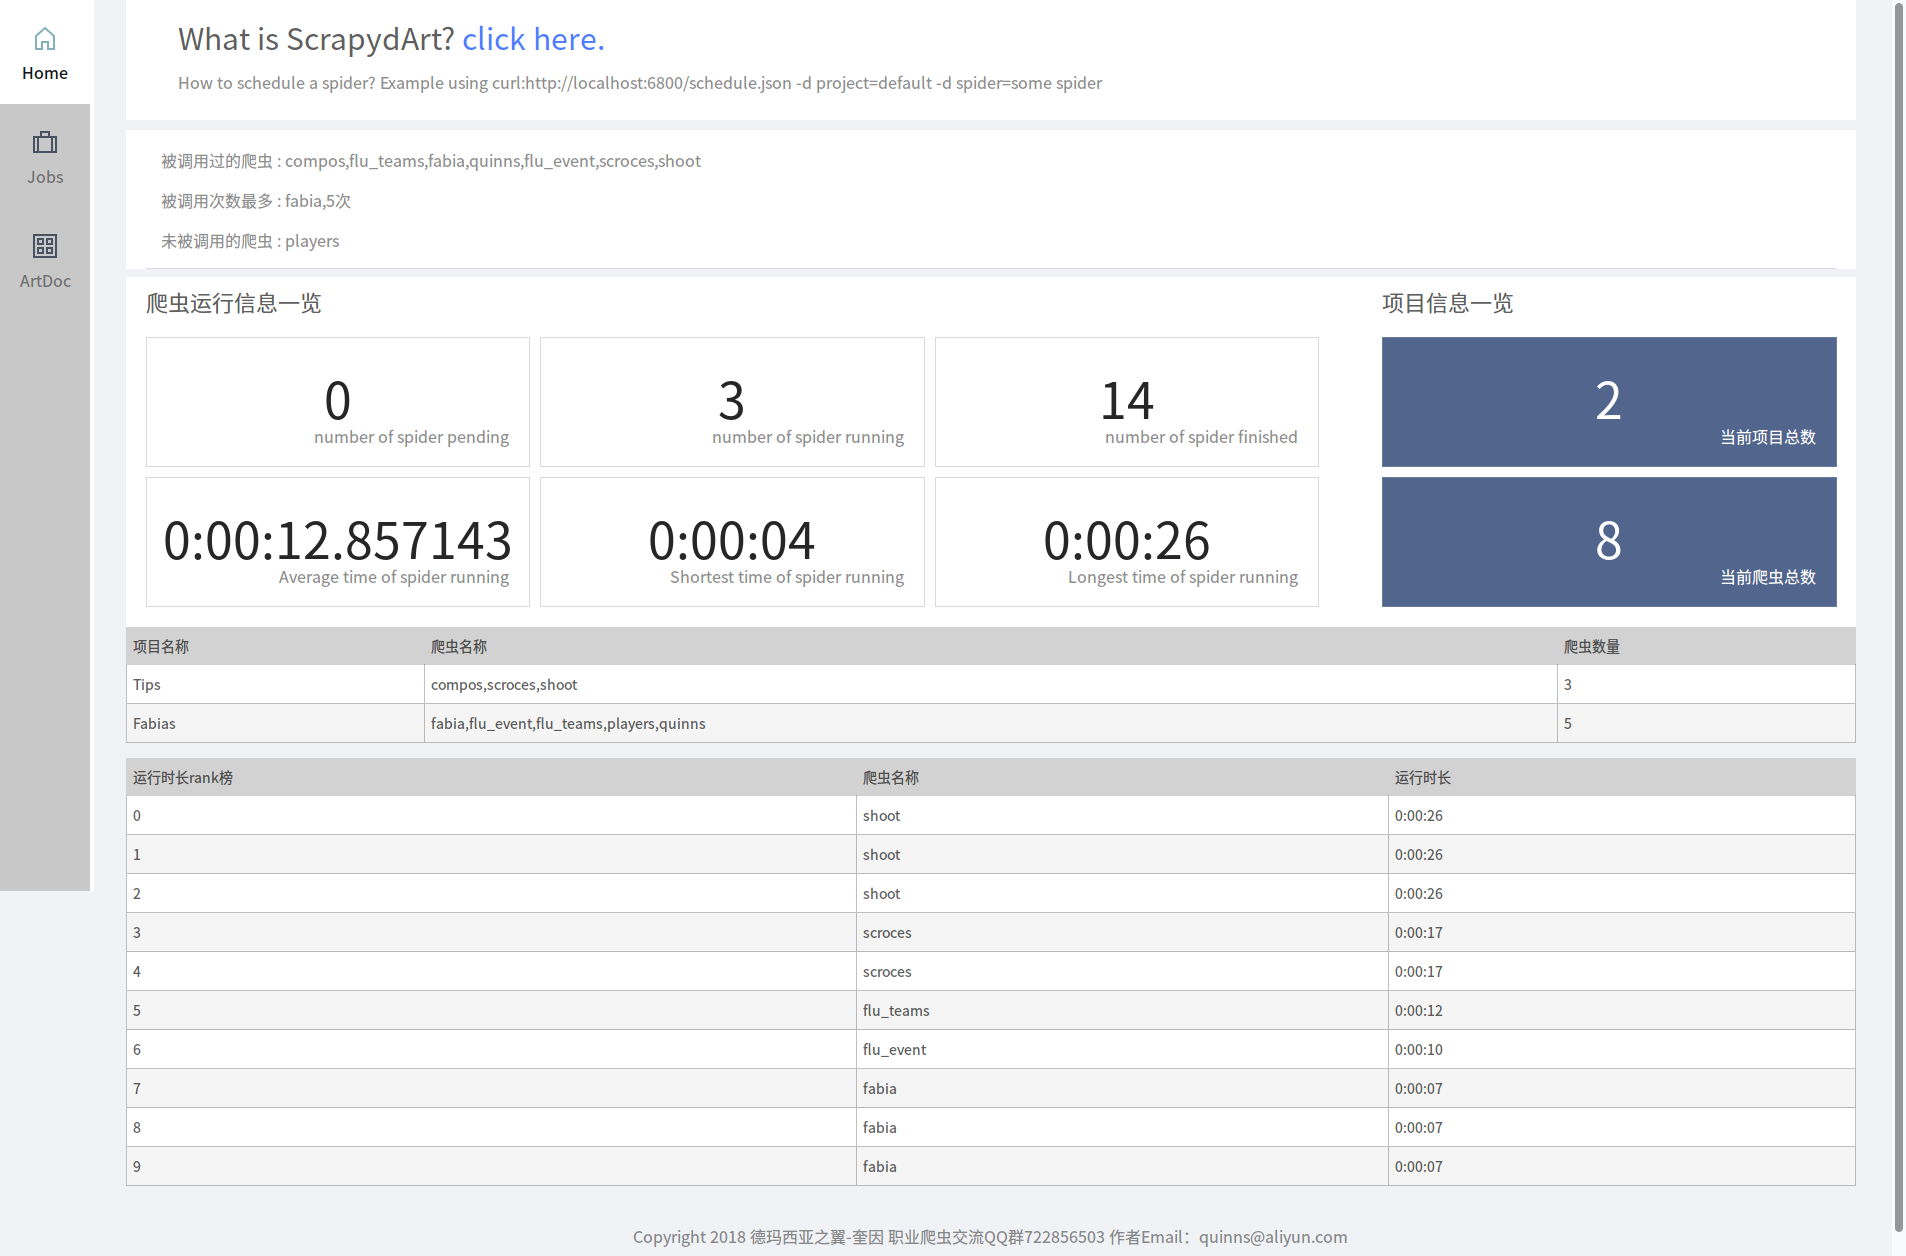 Home
Jobs
ArtDoc
What is ScrapydArt? click here.
How to schedule a spider? Example using curl:http://localhost:6800/schedule.json -d project=default -d spider=some spider
被调用过的爬虫 : compos,flu_teams,fabia,quinns,flu_event,scroces,shoot
被调用次数最多 : fabia,5次
未被调用的爬虫 : players
爬虫运行信息一览
0
number of spider pending
3
number of spider running
14
number of spider finished
0:00:12.857143
Average time of spider running
0:00:04
Shortest time of spider running
0:00:26
Longest time of spider running
项目信息一览
2
当前项目总数
8
当前爬虫总数
项目名称 爬虫名称 爬虫数量
Tips compos,scroces,shoot 3
Fabias fabia,flu_event,flu_teams,players,quinns 5
运行时长rank榜 爬虫名称 运行时长
0 shoot 0:00:26
1 shoot 0:00:26
2 shoot 0:00:26
3 scroces 0:00:17
4 scroces 0:00:17
5 flu_teams 0:00:12
6 flu_event 0:00:10
7 fabia 0:00:07
8 fabia 0:00:07
9 fabia 0:00:07
Copyright 2018 德玛西亚之翼-奎因 职业爬虫交流QQ群722856503 作者Email：quinns@aliyun.com